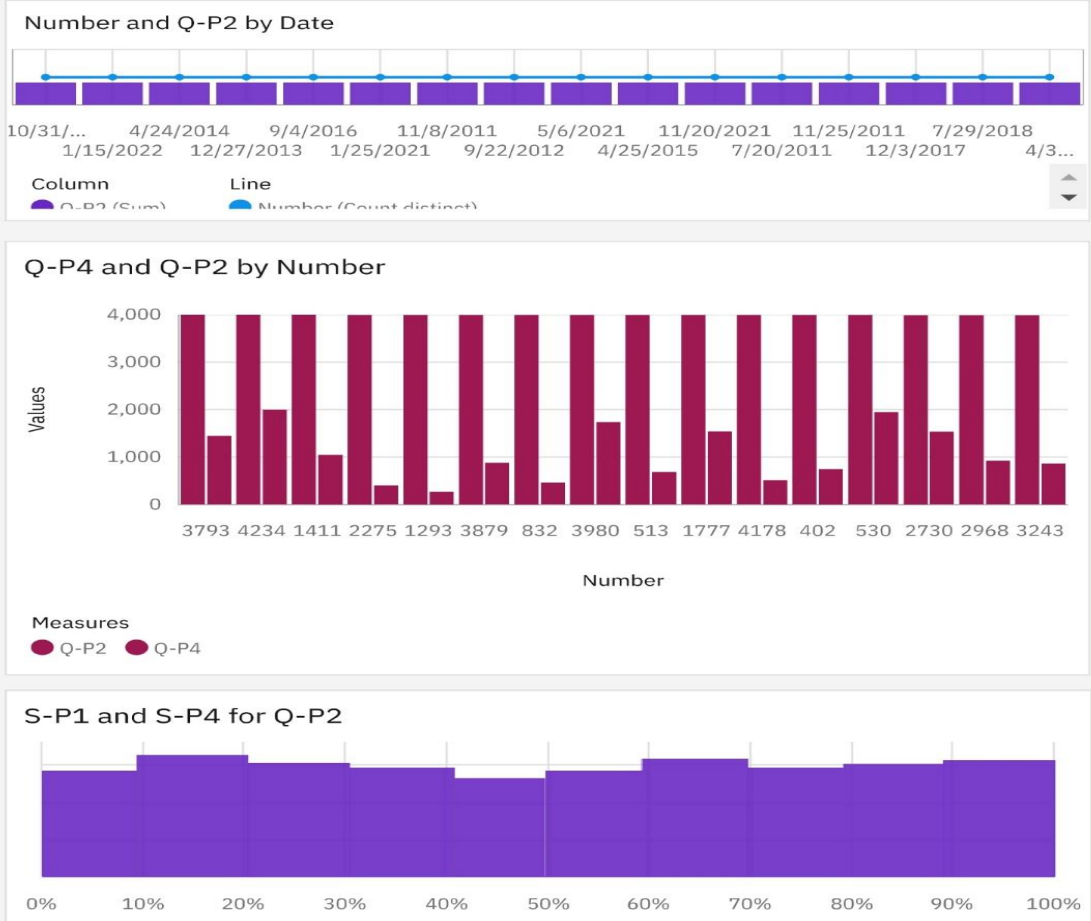 Number and Q-P2 by Date
10/31/... 4/24/2014 9/4/2016 11/8/2011 5/6/2021 11/20/2021 11/25/2011 7/29/2018
1/15/2022 12/27/2013 1/25/2021 9/22/2012 4/25/2015 7/20/2011 12/3/2017 4/3...
Column Line
Q-P2 (Sum) Number (Count distinct)
Q-P4 and Q-P2 by Number
4,000
3,000
2,000
1,000
0
Values
3793 4234 1411 2275 1293 3879 832 3980 513 1777 4178 402 530 2730 2968 3243
Number
Measures
Q-P2 Q-P4
S-P1 and S-P4 for Q-P2
0% 10% 20% 30% 40% 50% 60% 70% 80% 90% 100%